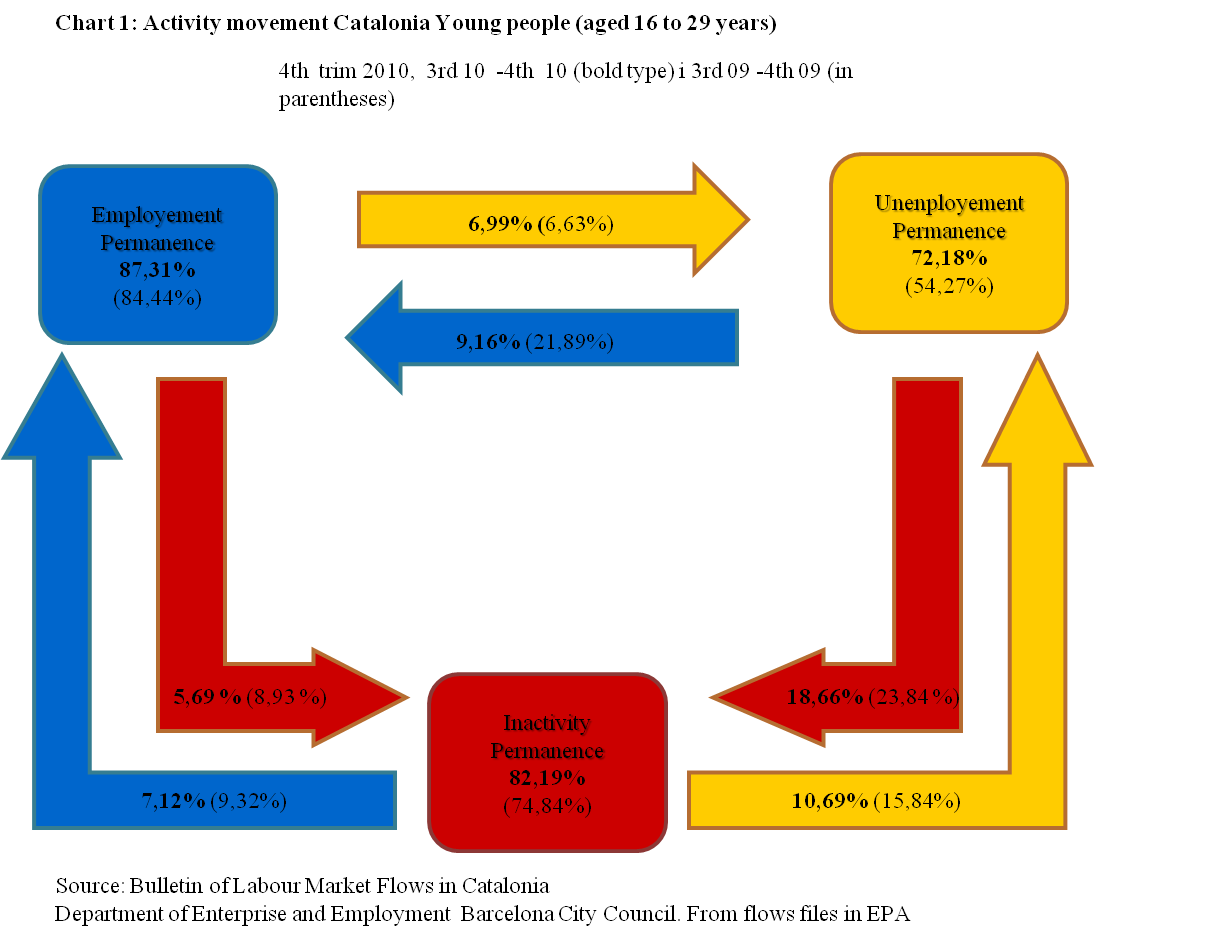 Chart 1: Activity movement Catalonia Young people (aged 16 to 29 years)
4th trim 2010, 3rd 10 -4th 10 (bold type) i 3rd 09 -4th 09 (in
parentheses)
Employement
Permanence
87,31%
(84,44%)
6,99% (6,63%)
Unenployement
Permanence
72,18%
(54,27%)
9,16% (21,89%)
5,69% (8,93%)
18,66% (23,84%)
Inactivity
Permanence
82,19%
(74,84%)
7,12% (9,32%)
10,69% (15,84%)
Source: Bulletin of Labour Market Flows in Catalonia
Department of Enterprise and Employment Barcelona City Council. From flows files in EPA